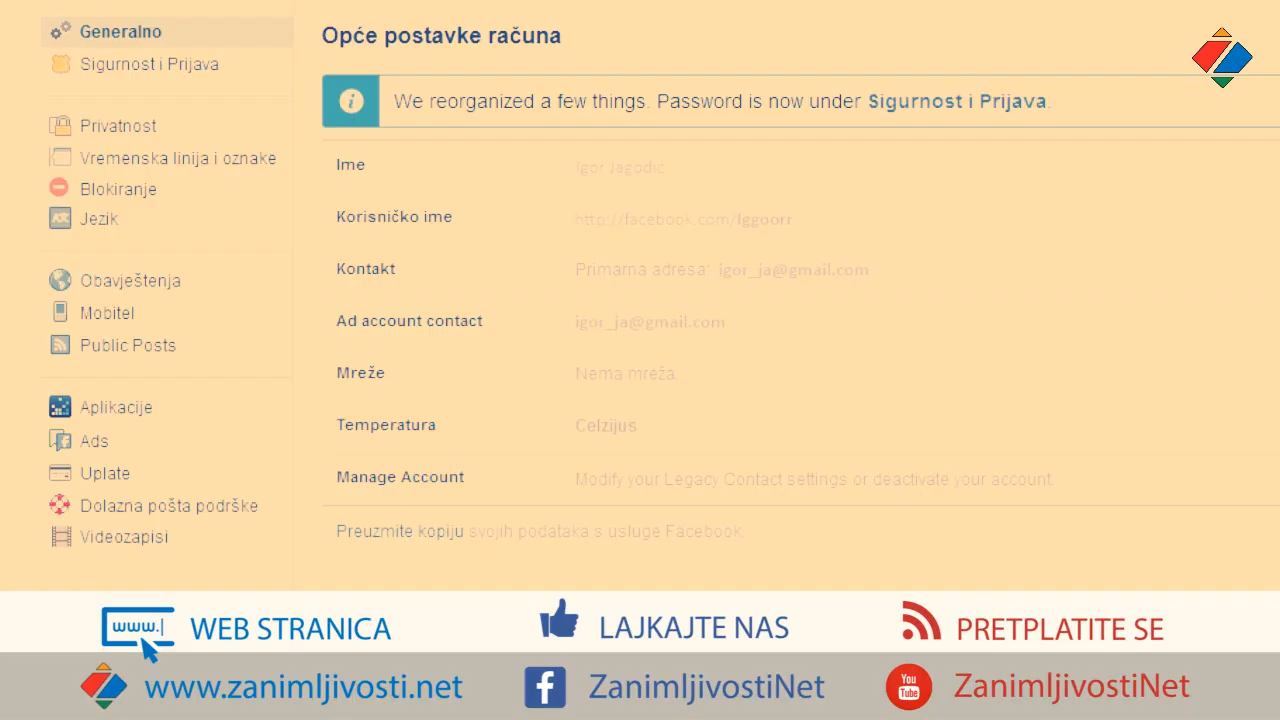 Generalno
Sigurnost i Prijava
Privatnost
Vremenska linija i oznake
Blokiranje
Jezik
Obavještenja
Mobitel
Public Posts
Aplikacije
Ads
Uplate
Dolazna pošta podrške
Videozapisi
Opće postavke računa
We reorganized a few things. Password is now under Sigurnost i Prijava.
Ime Igor Jagodic
Korisničko ime http://facebook.com/Iggoorr
Kontakt Primarna adresa: igor_ja@gmail.com
Ad account contact igor_ja@gmail.com
Mreže Nema mreža.
Temperatura Celzijus
Manage Account Modify your Legacy Contact settings or deactivate your account.
Preuzmite kopiju svojih podataka s usluge Facebook.
www.| WEB STRANICA LAJKAJTE NAS PRETPLATITE SE
www.zanimljivosti.net ZanimljivostiNet You Tube ZanimljivostiNet